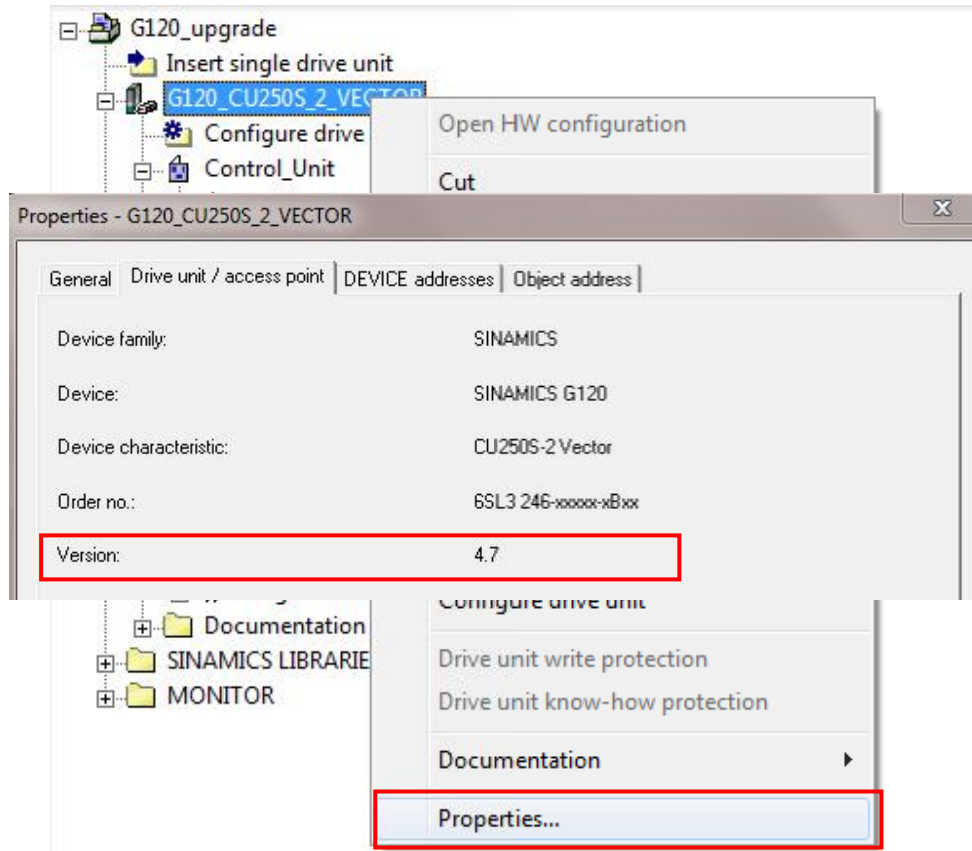 G120_upgrade
Insert single drive unit
G120_CU250S_2_VECTOR
Configure drive
Open HW configuration
Control_Unit
Cut
Properties - G120_CU250S_2_VECTOR
General Drive unit / access point DEVICE addresses Object address
Device family: SINAMICS
Device: SINAMICS G120
Device characteristic: CU250S-2 Vector
Order no.: 6SL3 246-xxxxx-xBxx
Version: 4.7
Configure drive unit
Documentation
SINAMICS LIBRARIE
Drive unit write protection
MONITOR
Drive unit know-how protection
Documentation
Properties...